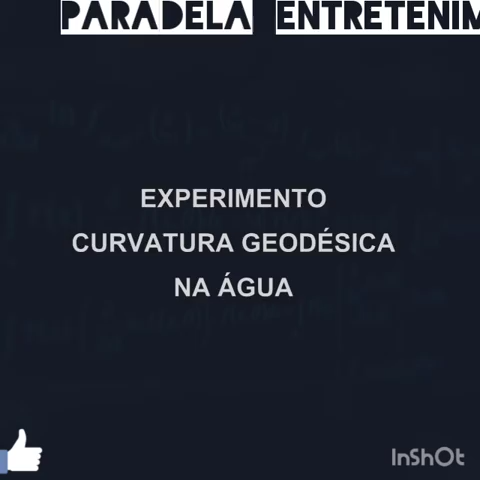 PARADELA ENTRETENIM
EXPERIMENTO
CURVATURA GEODÉSICA
NA ÁGUA
InShOt